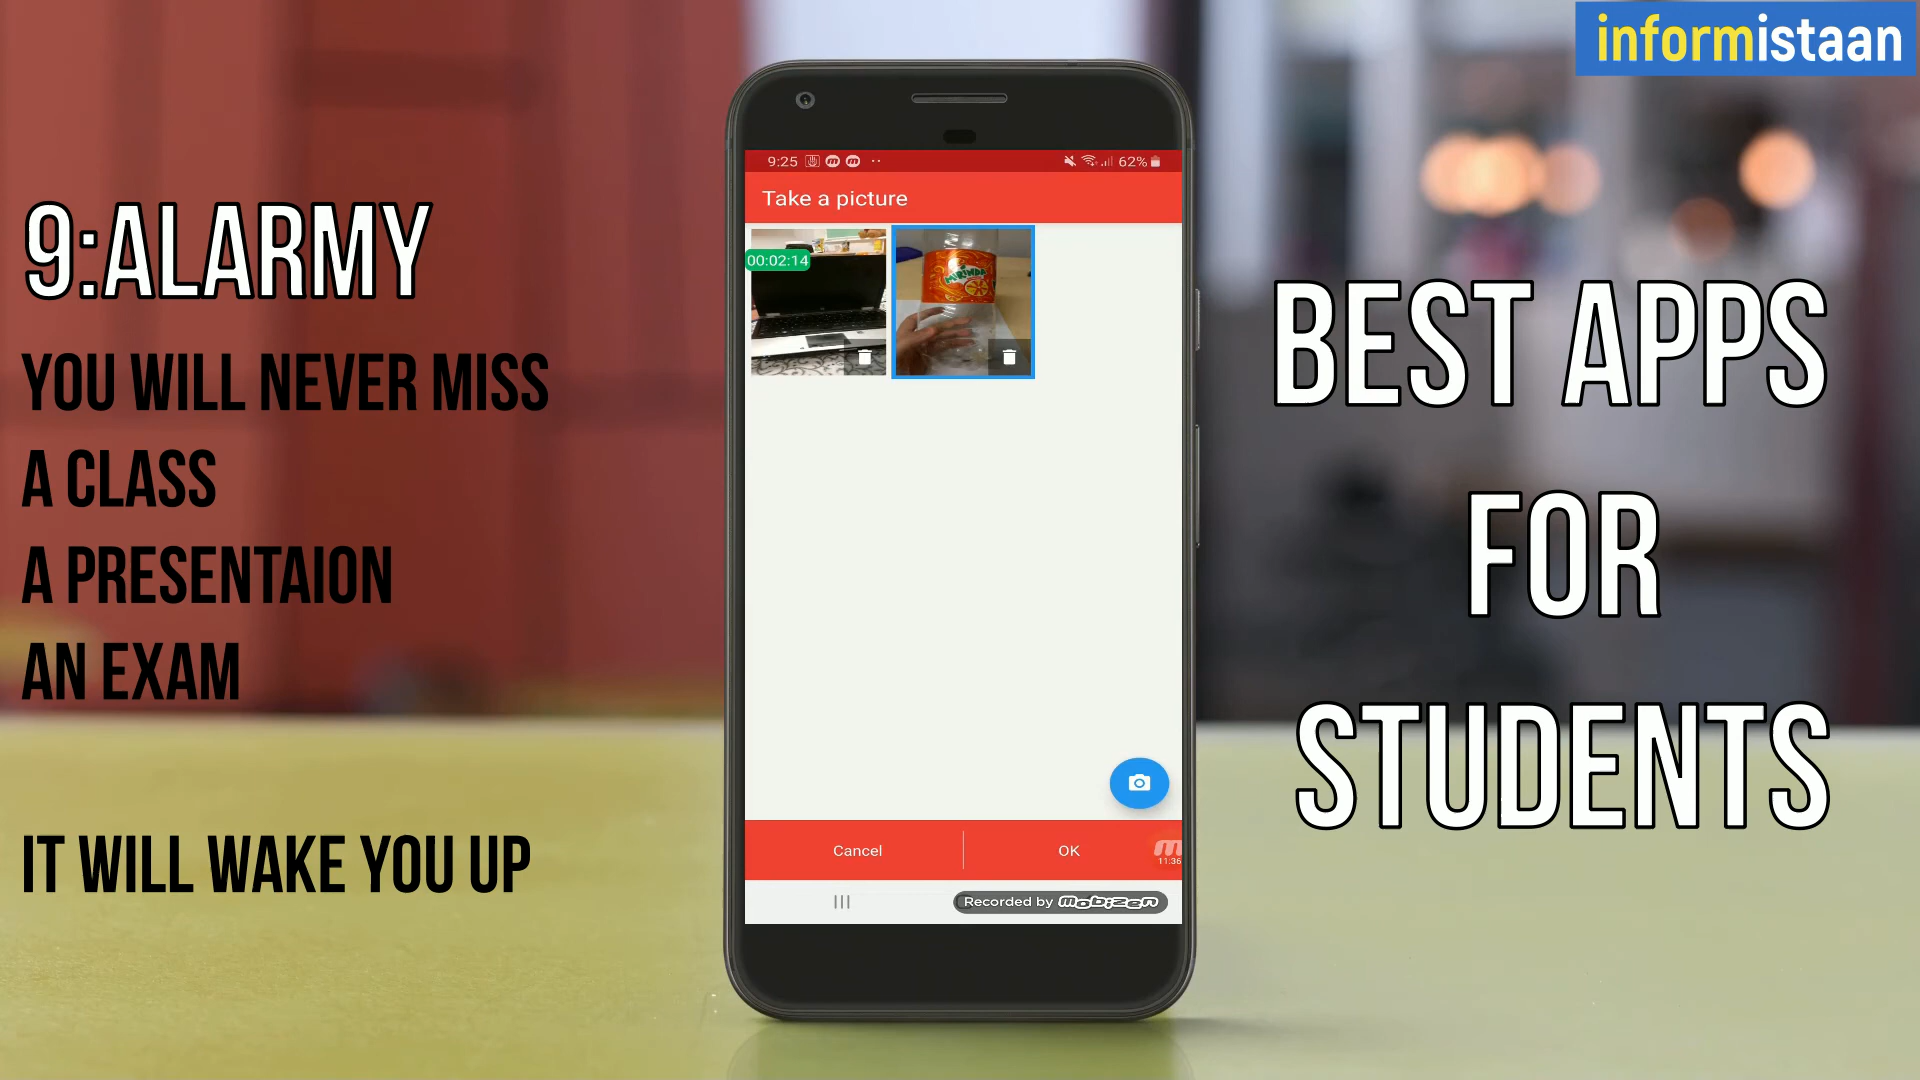 informistaan
9:ALARMY
YOU WILL NEVER MISS
A CLASS
A PRESENTAION
AN EXAM
IT WILL WAKE YOU UP
9:25
62%
Take a picture
00:02:14
MIRINDA
Cancel
OK
11:36
Recorded by mobizen
BEST APPS
FOR
STUDENTS